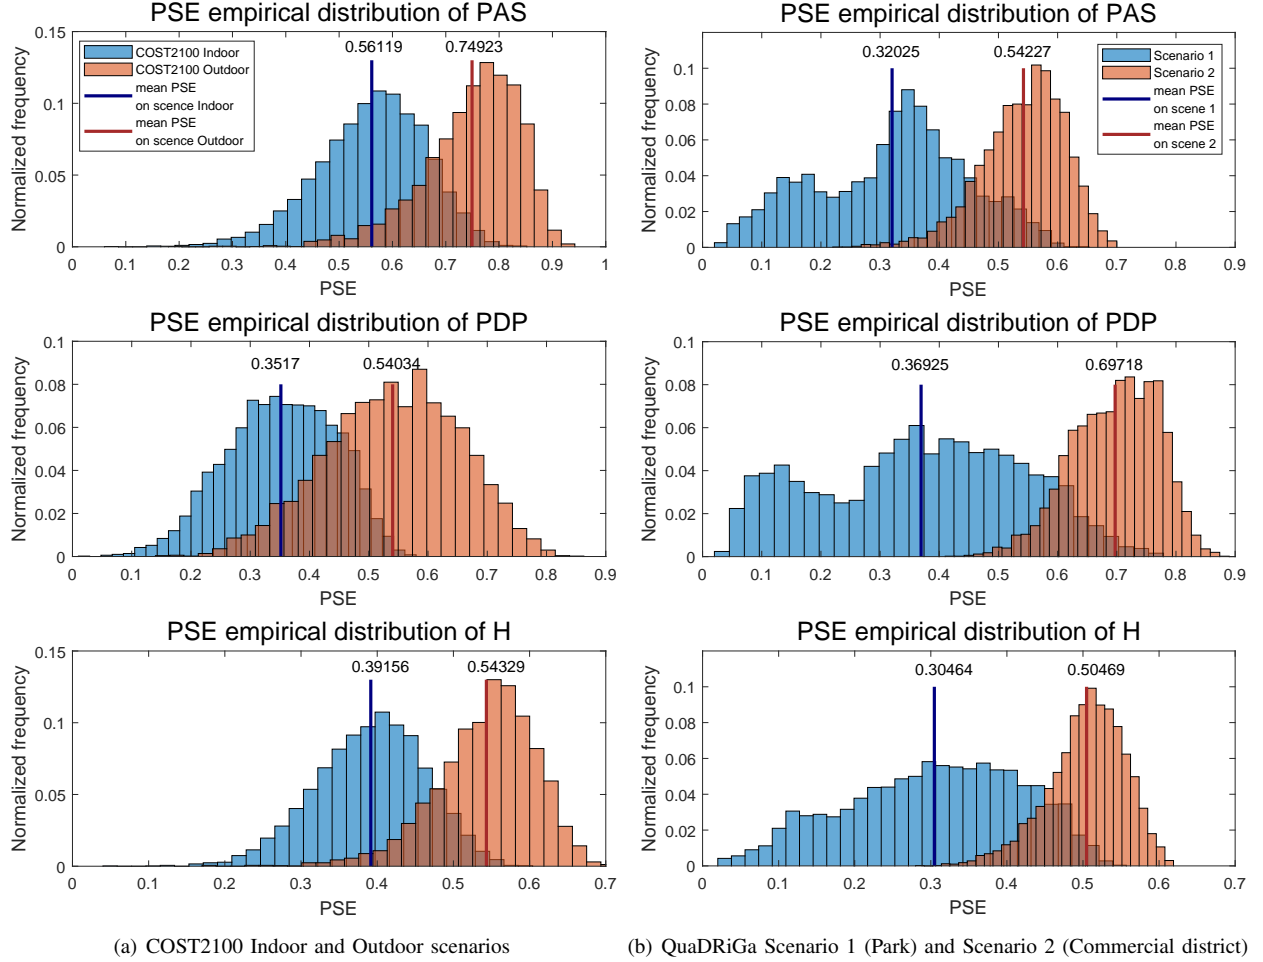 PSE empirical distribution of PAS
0.56119
0.74923
COST2100 Indoor
COST2100 Outdoor
mean PSE
on scence Indoor
mean PSE
on scence Outdoor
Normalized frequency
0.15
0.1
0.05
0
0 0.1 0.2 0.3 0.4 0.5 0.6 0.7 0.8 0.9 1
PSE
PSE empirical distribution of PDP
0.3517
0.54034
Normalized frequency
0.1
0.08
0.06
0.04
0.02
0
0 0.1 0.2 0.3 0.4 0.5 0.6 0.7 0.8 0.9
PSE
PSE empirical distribution of H
0.39156
0.54329
Normalized frequency
0.15
0.1
0.05
0
0 0.1 0.2 0.3 0.4 0.5 0.6 0.7
PSE
(a) COST2100 Indoor and Outdoor scenarios
PSE empirical distribution of PAS
0.32025
0.54227
Scenario 1
Scenario 2
mean PSE
on scene 1
mean PSE
on scene 2
Normalized frequency
0.1
0.08
0.06
0.04
0.02
0
0 0.1 0.2 0.3 0.4 0.5 0.6 0.7 0.8 0.9
PSE
PSE empirical distribution of PDP
0.36925
0.69718
Normalized frequency
0.1
0.08
0.06
0.04
0.02
0
0 0.1 0.2 0.3 0.4 0.5 0.6 0.7 0.8 0.9
PSE
PSE empirical distribution of H
0.30464
0.50469
Normalized frequency
0.1
0.08
0.06
0.04
0.02
0
0 0.1 0.2 0.3 0.4 0.5 0.6 0.7
PSE
(b) QuaDRiGa Scenario 1 (Park) and Scenario 2 (Commercial district)